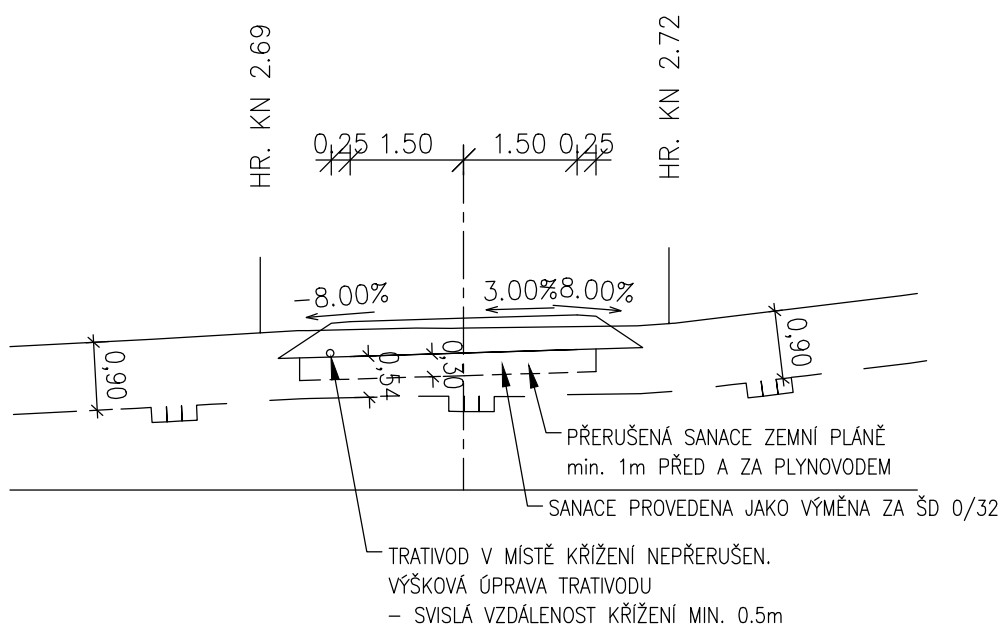 HR. KN 2.69
HR. KN 2.72
0,25 1.50 1.50 0,25
-8.00% 3.00% 8.00%
0,90
0,54
0,30
0,90
PŘERUŠENÁ SANACE ZEMNÍ PLÁNĚ
min. 1m PŘED A ZA PLYNOVODEM
SANACE PROVEDENA JAKO VÝMĚNA ZA ŠD 0/32
TRATIVOD V MÍSTĚ KŘÍŽENÍ NEPŘERUŠEN.
VÝŠKOVÁ ÚPRAVA TRATIVODU
- SVISLÁ VZDÁLENOST KŘÍŽENÍ MIN. 0.5m